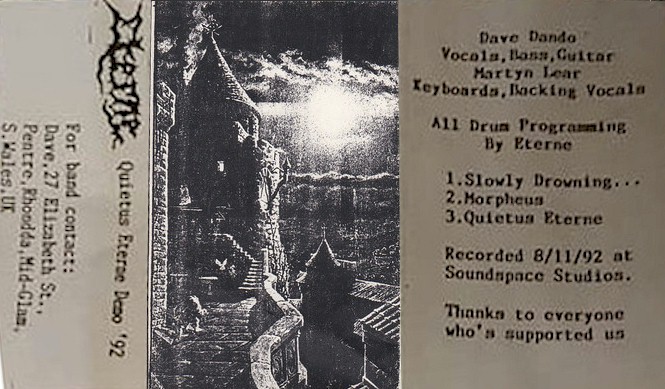 For band contact:
Dave,27 Elizabeth St.,
Pentre,Rhondda,Mid-Glam,
S.Wales,UK
Eterne
Quietus Eterne Demo '92
Dave Dando
Vocals,Bass,Guitar
Martyn Lear
Keyboards,Backing Vocals
All Drum Programming
By Eterne
1.Slowly Drowning...
2.Morpheus
3.Quietus Eterne
Recorded 8/11/92 at
Soundspace Studios.
Thanks to everyone
who's supported us